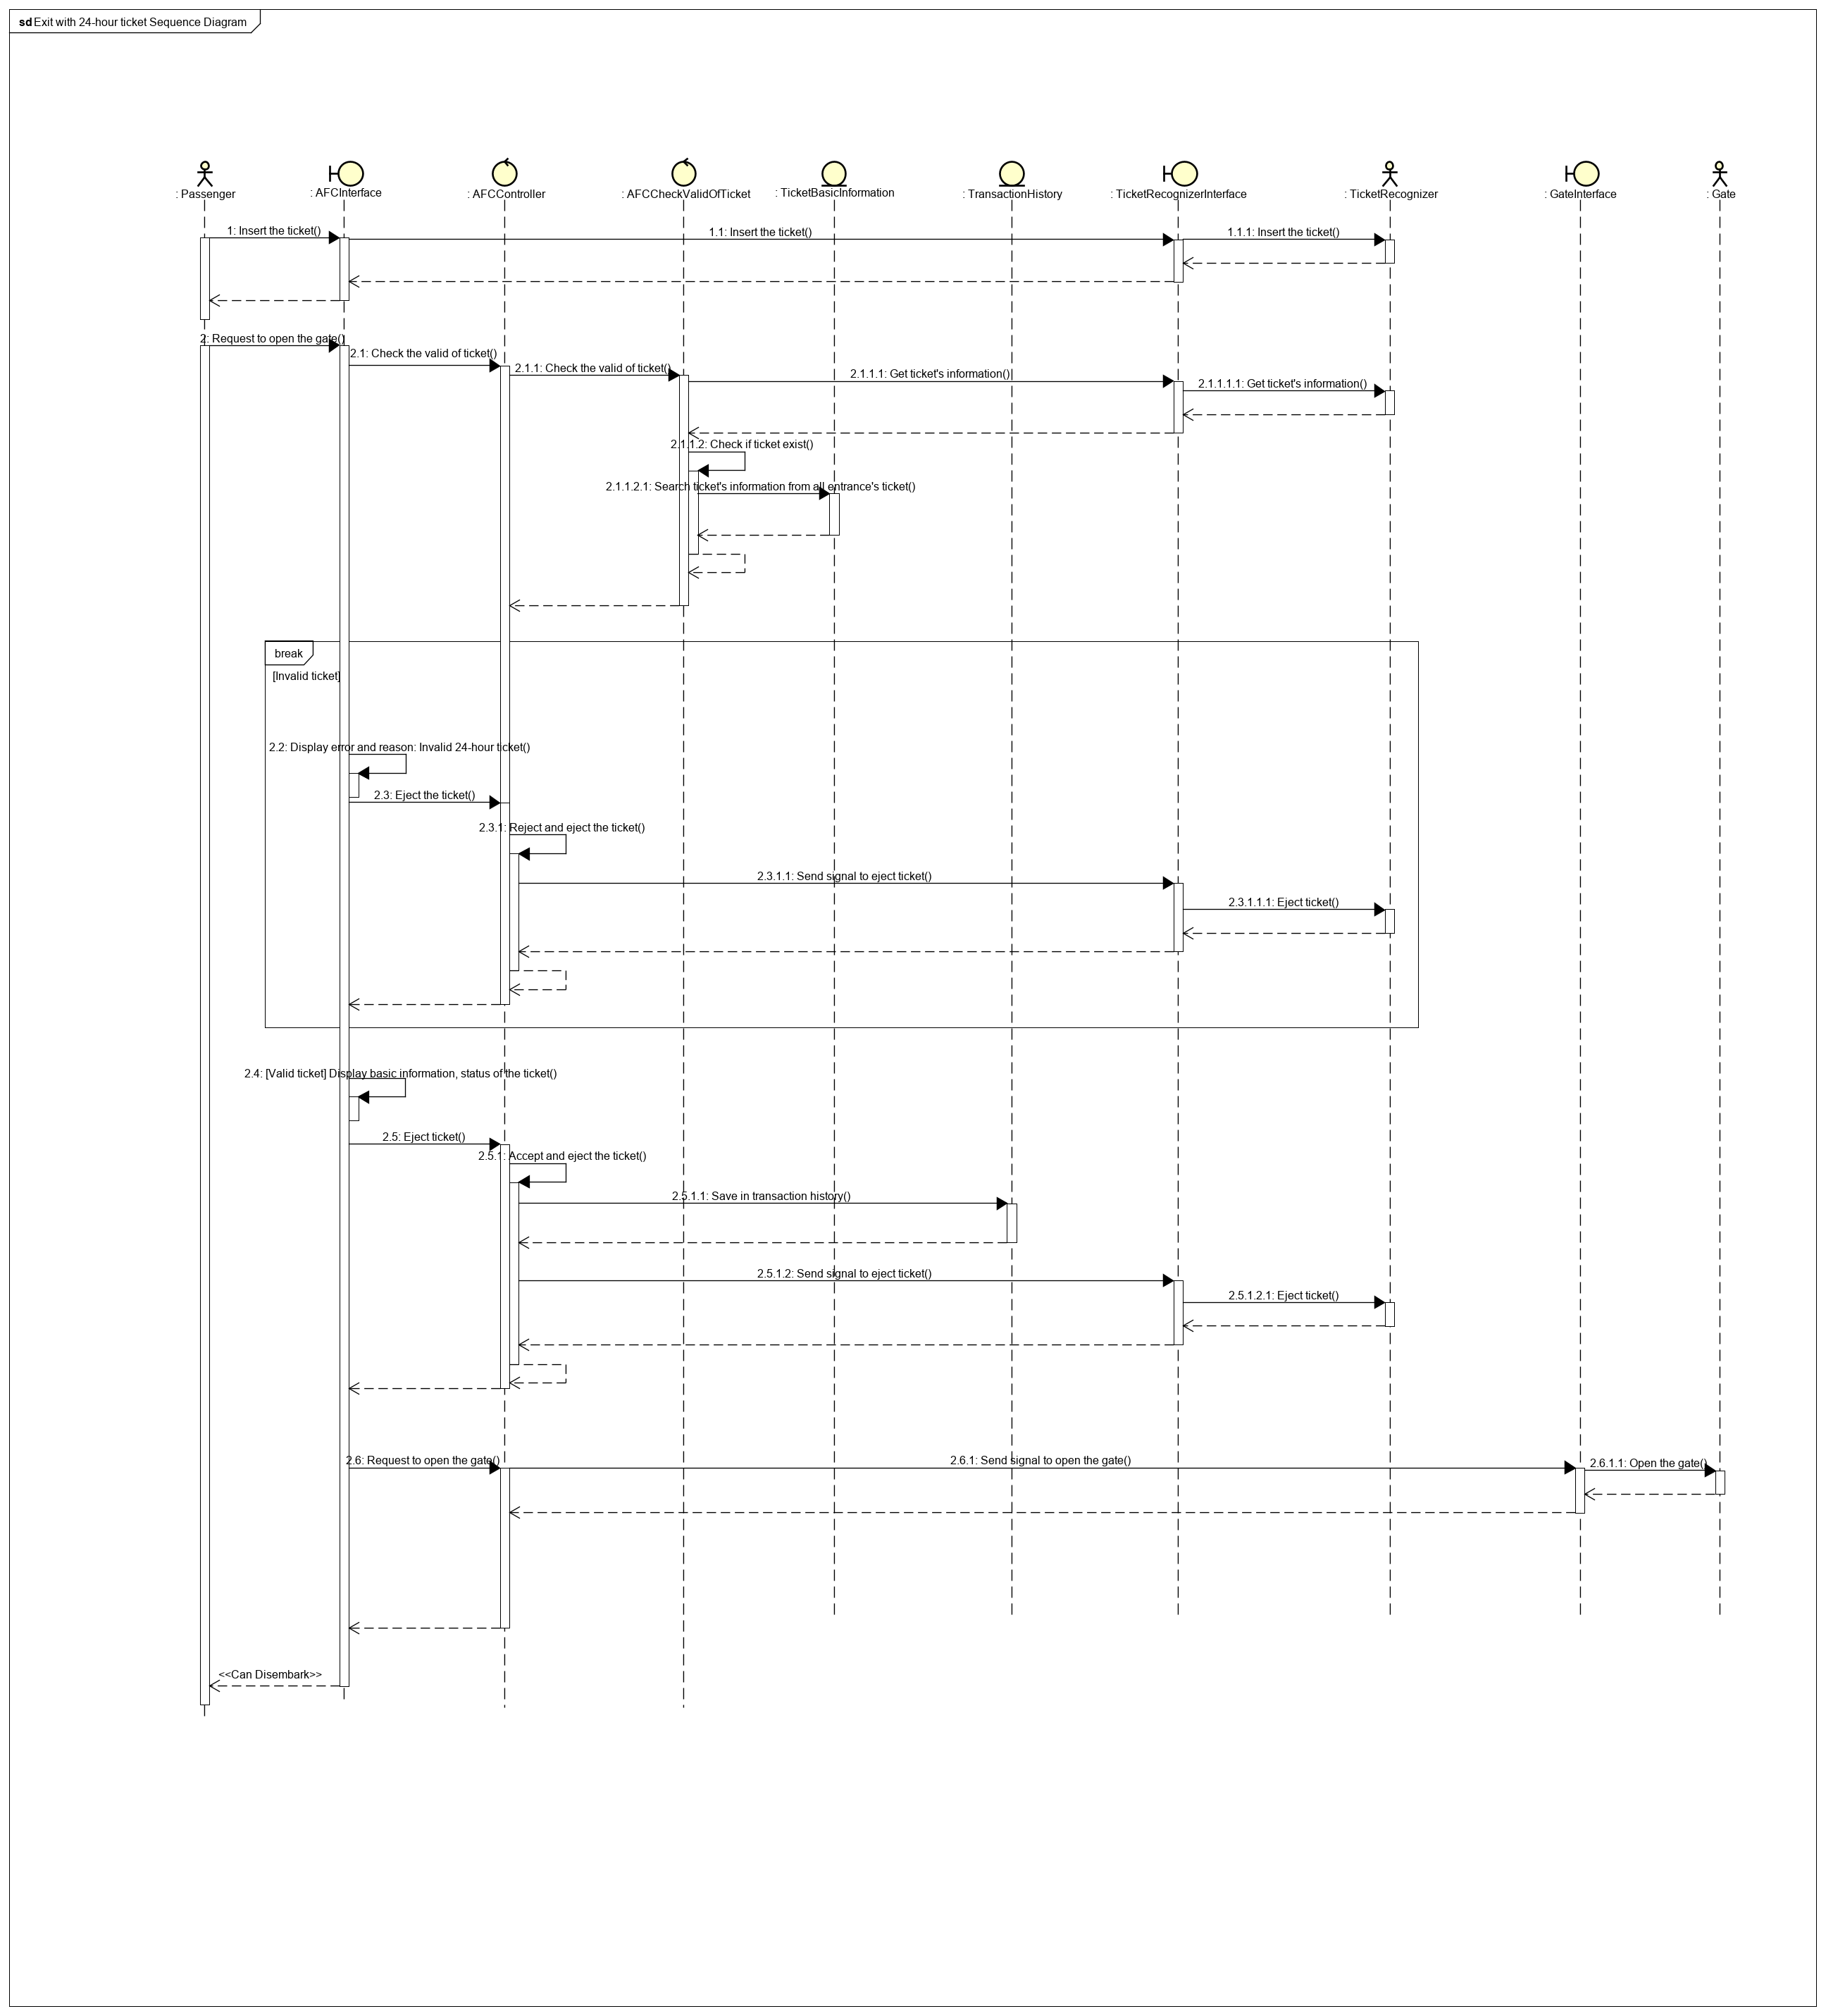 sd Exit with 24-hour ticket Sequence Diagram
: Passenger
: AFCInterface
: AFCController
: AFCCheckValidOfTicket
: TicketBasicInformation
: TransactionHistory
: TicketRecognizerInterface
: TicketRecognizer
: GateInterface
: Gate
1: Insert the ticket()
1.1: Insert the ticket()
1.1.1: Insert the ticket()
2: Request to open the gate()
2.1: Check the valid of ticket()
2.1.1: Check the valid of ticket()
2.1.1.1: Get ticket's information()
2.1.1.1.1: Get ticket's information()
2.1.1.2: Check if ticket exist()
2.1.1.2.1: Search ticket's information from all entrance's ticket()
break
[Invalid ticket]
2.2: Display error and reason: Invalid 24-hour ticket()
2.3: Eject the ticket()
2.3.1: Reject and eject the ticket()
2.3.1.1: Send signal to eject ticket()
2.3.1.1.1: Eject ticket()
2.4: [Valid ticket] Display basic information, status of the ticket()
2.5: Eject ticket()
2.5.1: Accept and eject the ticket()
2.5.1.1: Save in transaction history()
2.5.1.2: Send signal to eject ticket()
2.5.1.2.1: Eject ticket()
2.6: Request to open the gate()
2.6.1: Send signal to open the gate()
2.6.1.1: Open the gate()
<<Can Disembark>>